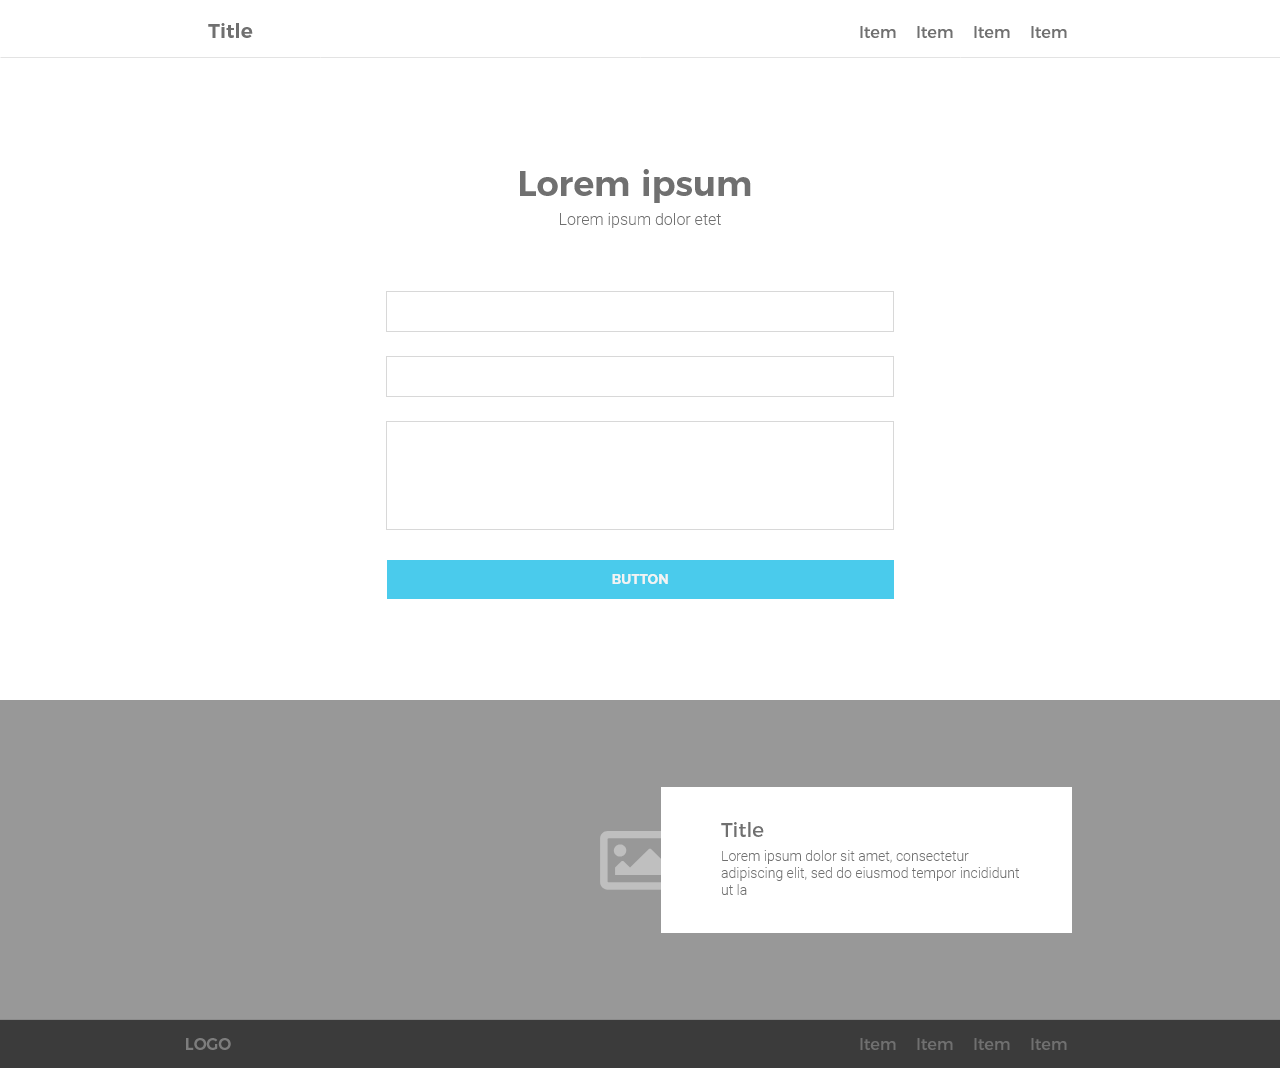 Title
Item Item Item Item
Lorem ipsum
Lorem ipsum dolor etet
BUTTON
Title
Lorem ipsum dolor sit amet, consectetur
adipiscing elit, sed do eiusmod tempor incididunt
ut la
LOGO
Item Item Item Item